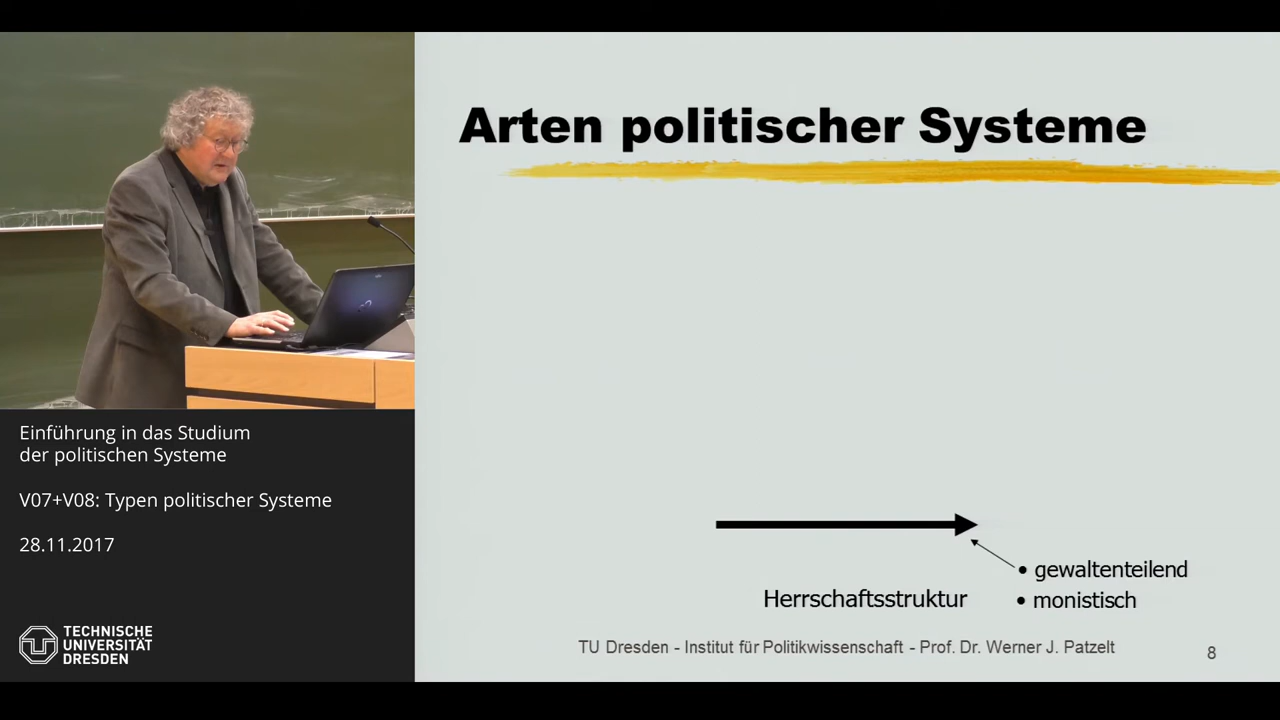 Arten politischer Systeme
Einführung in das Studium
der politischen Systeme
V07+V08: Typen politischer Systeme
28.11.2017
TECHNISCHE
UNIVERSITÄT
DRESDEN
• gewaltenteilend
Herrschaftsstruktur
• monistisch
TU Dresden - Institut für Politikwissenschaft - Prof. Dr. Werner J. Patzelt
8